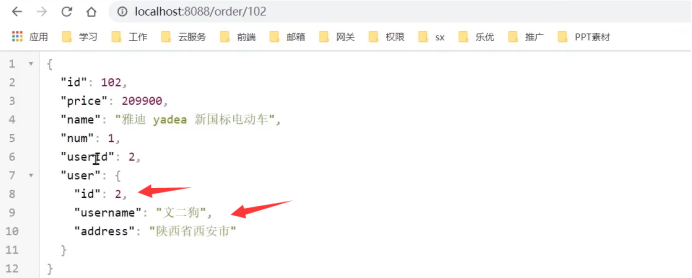 localhost:8088/order/102
应用 学习 工作 云服务 前端 邮箱 网关 权限 sx 乐优 推广 PPT素材
1 {
2 "id": 102,
3 "price": 209900,
4 "name": "雅迪 yadea 新国标电动车",
5 "num": 1,
6 "userId": 2,
7 "user": {
8 "id": 2,
9 "username": "文二狗",
10 "address": "陕西省西安市"
11 }
12 }